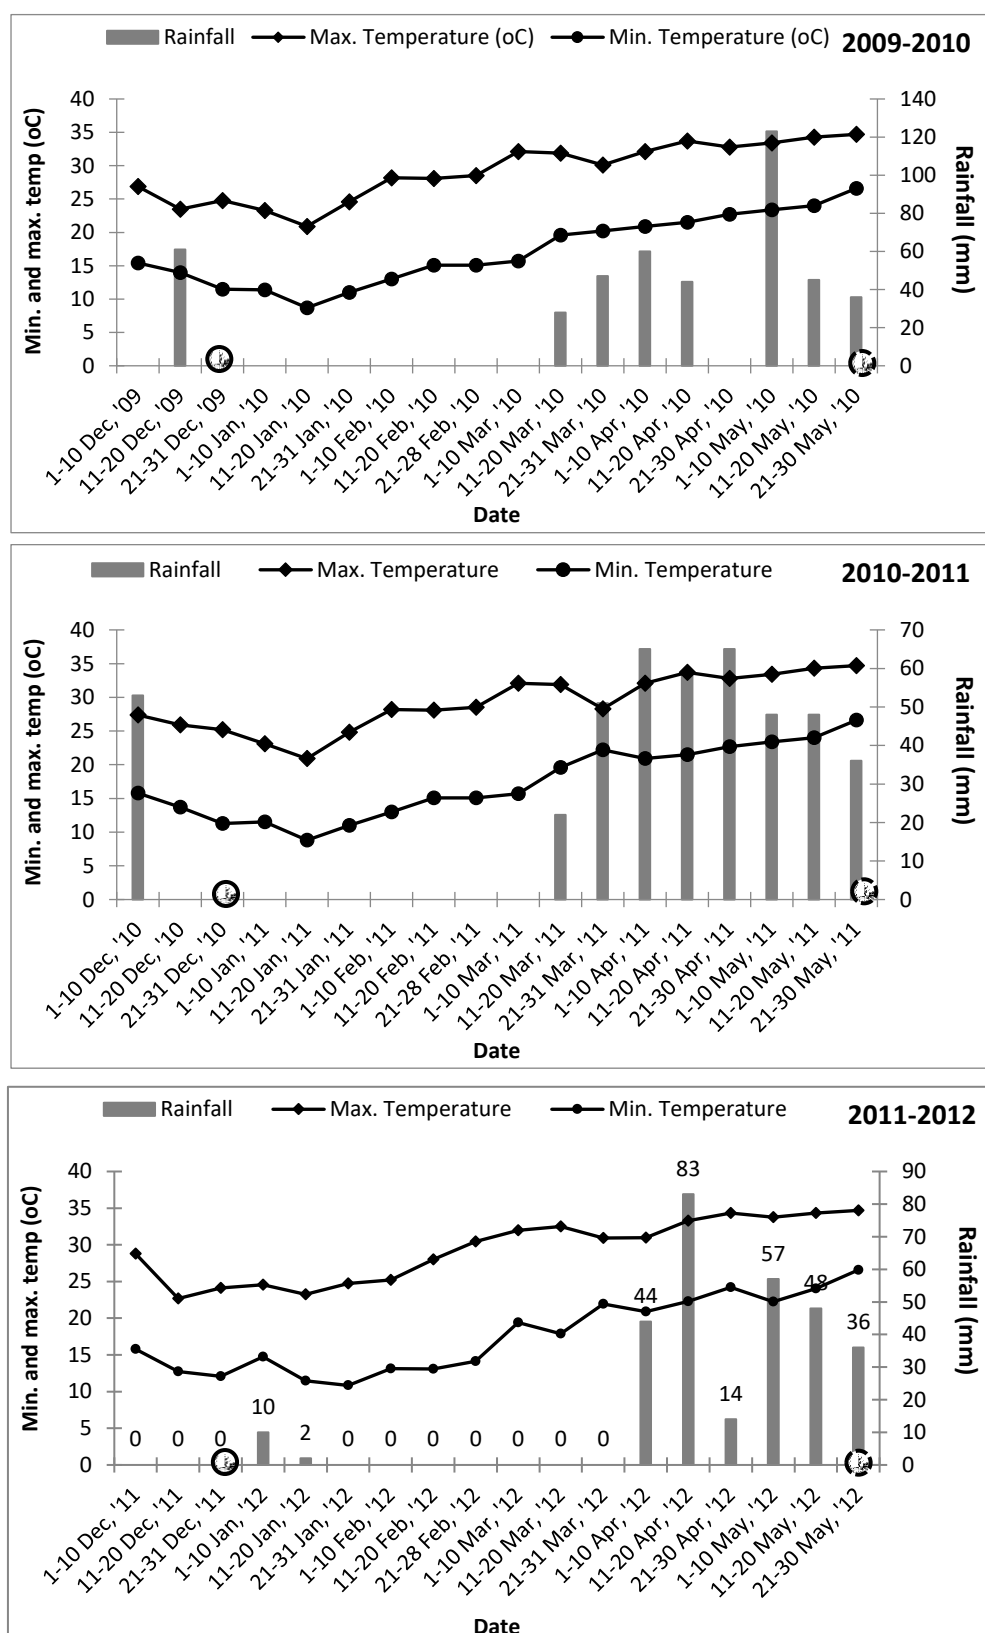 Rainfall Max. Temperature (oC) Min. Temperature (oC) 2009-2010
Min. and max. temp (oC)
40
35
30
25
20
15
10
5
0
140
120
100
80
60
40
20
0
Rainfall (mm)
1-10 Dec, '09
11-20 Dec, '09
21-31 Dec, '09
1-10 Jan, '10
11-20 Jan, '10
21-31 Jan, '10
1-10 Feb, '10
11-20 Feb, '10
21-28 Feb, '10
1-10 Mar, '10
11-20 Mar, '10
21-31 Mar, '10
1-10 Apr, '10
11-20 Apr, '10
21-30 Apr, '10
1-10 May, '10
11-20 May, '10
21-30 May, '10
Date
Rainfall Max. Temperature Min. Temperature 2010-2011
Min. and max. temp (oC)
40
35
30
25
20
15
10
5
0
70
60
50
40
30
20
10
0
Rainfall (mm)
1-10 Dec, '10
11-20 Dec, '10
21-31 Dec, '10
1-10 Jan, '11
11-20 Jan, '11
21-31 Jan, '11
1-10 Feb, '11
11-20 Feb, '11
21-28 Feb, '11
1-10 Mar, '11
11-20 Mar, '11
21-31 Mar, '11
1-10 Apr, '11
11-20 Apr, '11
21-30 Apr, '11
1-10 May, '11
11-20 May, '11
21-30 May, '11
Date
Rainfall Max. Temperature Min. Temperature 2011-2012
Min. and max. temp (oC)
40
35
30
25
20
15
10
5
0
0 0 0 10 2 0 0 0 0 0 0 0 44 83 14 57 48 36
90
80
70
60
50
40
30
20
10
0
Rainfall (mm)
1-10 Dec, '11
11-20 Dec, '11
21-31 Dec, '11
1-10 Jan, '12
11-20 Jan, '12
21-31 Jan, '12
1-10 Feb, '12
11-20 Feb, '12
21-28 Feb, '12
1-10 Mar, '12
11-20 Mar, '12
21-31 Mar, '12
1-10 Apr, '12
11-20 Apr, '12
21-30 Apr, '12
1-10 May, '12
11-20 May, '12
21-30 May, '12
Date